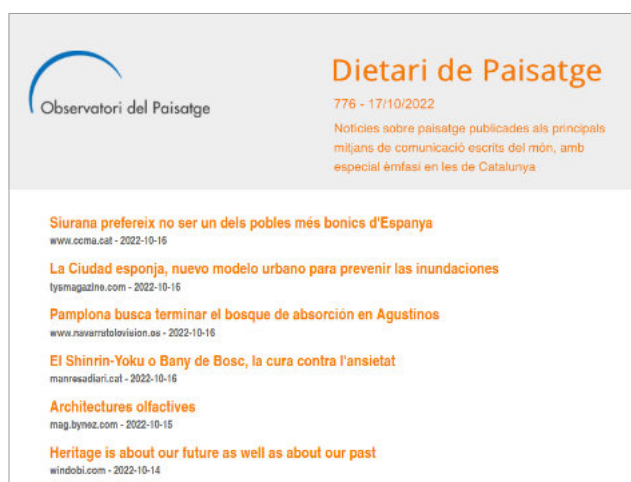 Observatori del Paisatge
Dietari de Paisatge
776 - 17/10/2022
Notícies sobre paisatge publicades als principals
mitjans de comunicació escrits del món, amb
especial èmfasi en les de Catalunya
Siurana prefereix no ser un dels pobles més bonics d'Espanya
www.ccma.cat - 2022-10-16
La Ciudad esponja, nuevo modelo urbano para prevenir las inundaciones
tysmagazine.com - 2022-10-16
Pamplona busca terminar el bosque de absorción en Agustinos
www.navarratelevision.es - 2022-10-16
El Shinrin-Yoku o Bany de Bosc, la cura contra l'ansietat
manresadiari.cat - 2022-10-16
Architectures olfactives
mag.bynez.com - 2022-10-15
Heritage is about our future as well as about our past
windobi.com - 2022-10-14